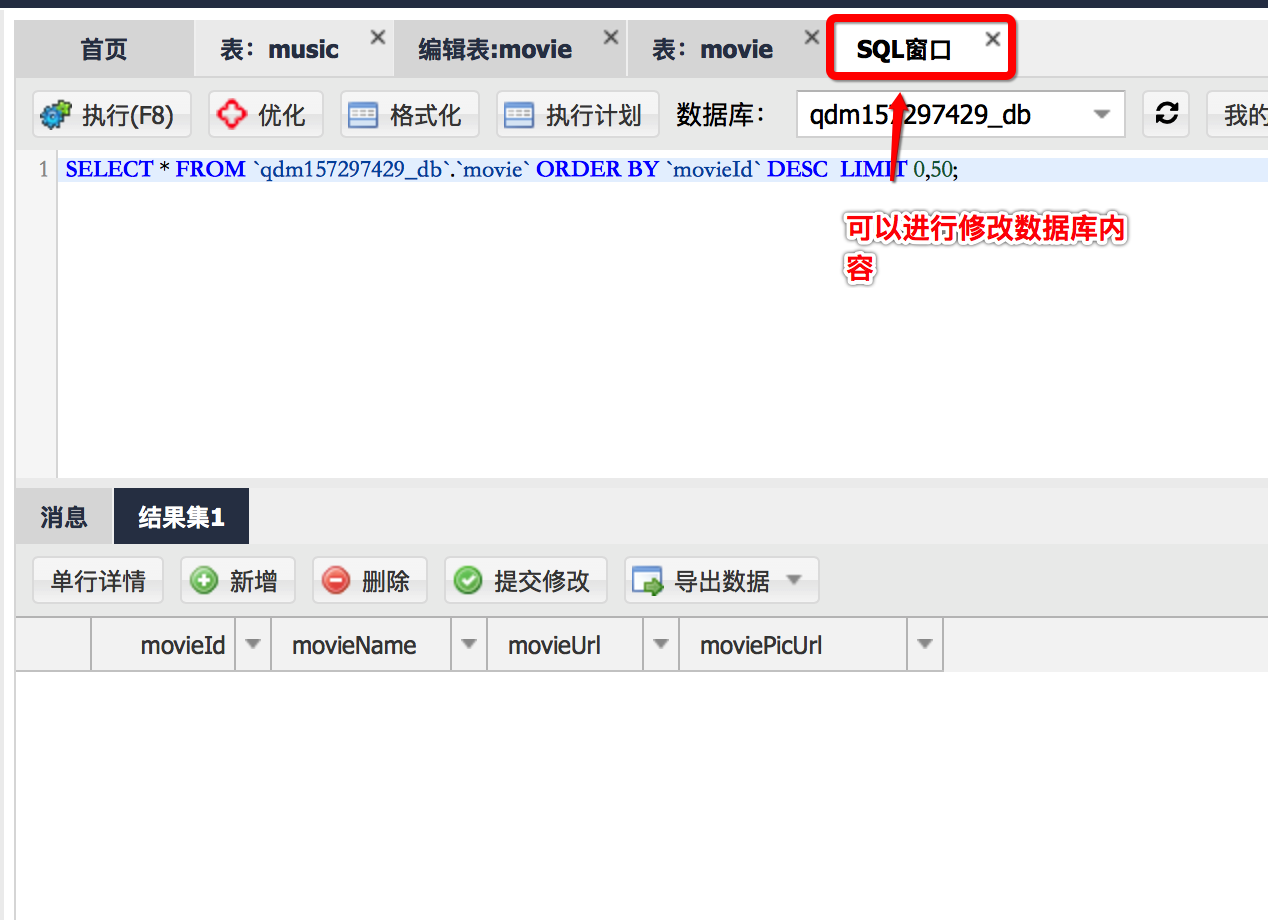 首页 表：music 编辑表:movie 表：movie SQL窗口
执行(F8) 优化 格式化 执行计划 数据库： qdm157297429_db 我的
1 SELECT * FROM `qdm157297429_db`.`movie` ORDER BY `movieId` DESC  LIMIT 0,50;
可以进行修改数据库内
容
消息 结果集1
单行详情 新增 删除 提交修改 导出数据
movieId movieName movieUrl moviePicUrl